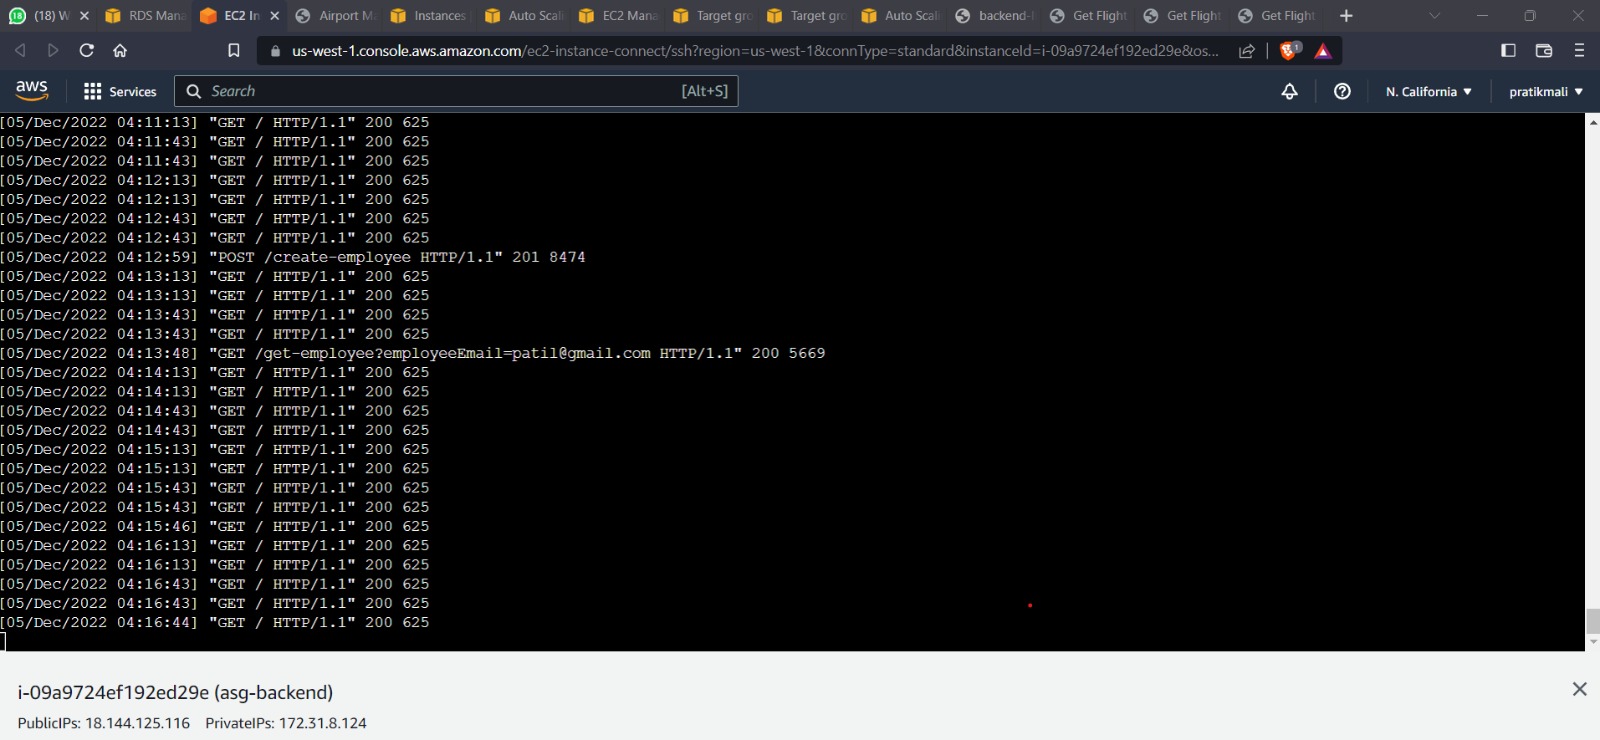 (18) W
RDS Mana
EC2 In
Airport Ma
Instances
Auto Scali
EC2 Mana
Target gro
Target gro
Auto Scali
backend-l
Get Flight
Get Flight
Get Flight
us-west-1.console.aws.amazon.com/ec2-instance-connect/ssh?region=us-west-1&connType=standard&instanceId=i-09a9724ef192ed29e&os...
1
aws
Services
Search
[Alt+S]
N. California
pratikmali
[05/Dec/2022 04:11:13] "GET / HTTP/1.1" 200 625
[05/Dec/2022 04:11:43] "GET / HTTP/1.1" 200 625
[05/Dec/2022 04:11:43] "GET / HTTP/1.1" 200 625
[05/Dec/2022 04:12:13] "GET / HTTP/1.1" 200 625
[05/Dec/2022 04:12:13] "GET / HTTP/1.1" 200 625
[05/Dec/2022 04:12:43] "GET / HTTP/1.1" 200 625
[05/Dec/2022 04:12:43] "GET / HTTP/1.1" 200 625
[05/Dec/2022 04:12:59] "POST /create-employee HTTP/1.1" 201 8474
[05/Dec/2022 04:13:13] "GET / HTTP/1.1" 200 625
[05/Dec/2022 04:13:13] "GET / HTTP/1.1" 200 625
[05/Dec/2022 04:13:43] "GET / HTTP/1.1" 200 625
[05/Dec/2022 04:13:43] "GET / HTTP/1.1" 200 625
[05/Dec/2022 04:13:48] "GET /get-employee?employeeEmail=patil@gmail.com HTTP/1.1" 200 5669
[05/Dec/2022 04:14:13] "GET / HTTP/1.1" 200 625
[05/Dec/2022 04:14:13] "GET / HTTP/1.1" 200 625
[05/Dec/2022 04:14:43] "GET / HTTP/1.1" 200 625
[05/Dec/2022 04:14:43] "GET / HTTP/1.1" 200 625
[05/Dec/2022 04:15:13] "GET / HTTP/1.1" 200 625
[05/Dec/2022 04:15:13] "GET / HTTP/1.1" 200 625
[05/Dec/2022 04:15:43] "GET / HTTP/1.1" 200 625
[05/Dec/2022 04:15:43] "GET / HTTP/1.1" 200 625
[05/Dec/2022 04:15:46] "GET / HTTP/1.1" 200 625
[05/Dec/2022 04:16:13] "GET / HTTP/1.1" 200 625
[05/Dec/2022 04:16:13] "GET / HTTP/1.1" 200 625
[05/Dec/2022 04:16:43] "GET / HTTP/1.1" 200 625
[05/Dec/2022 04:16:43] "GET / HTTP/1.1" 200 625
[05/Dec/2022 04:16:44] "GET / HTTP/1.1" 200 625
i-09a9724ef192ed29e (asg-backend)
PublicIPs: 18.144.125.116 PrivateIPs: 172.31.8.124